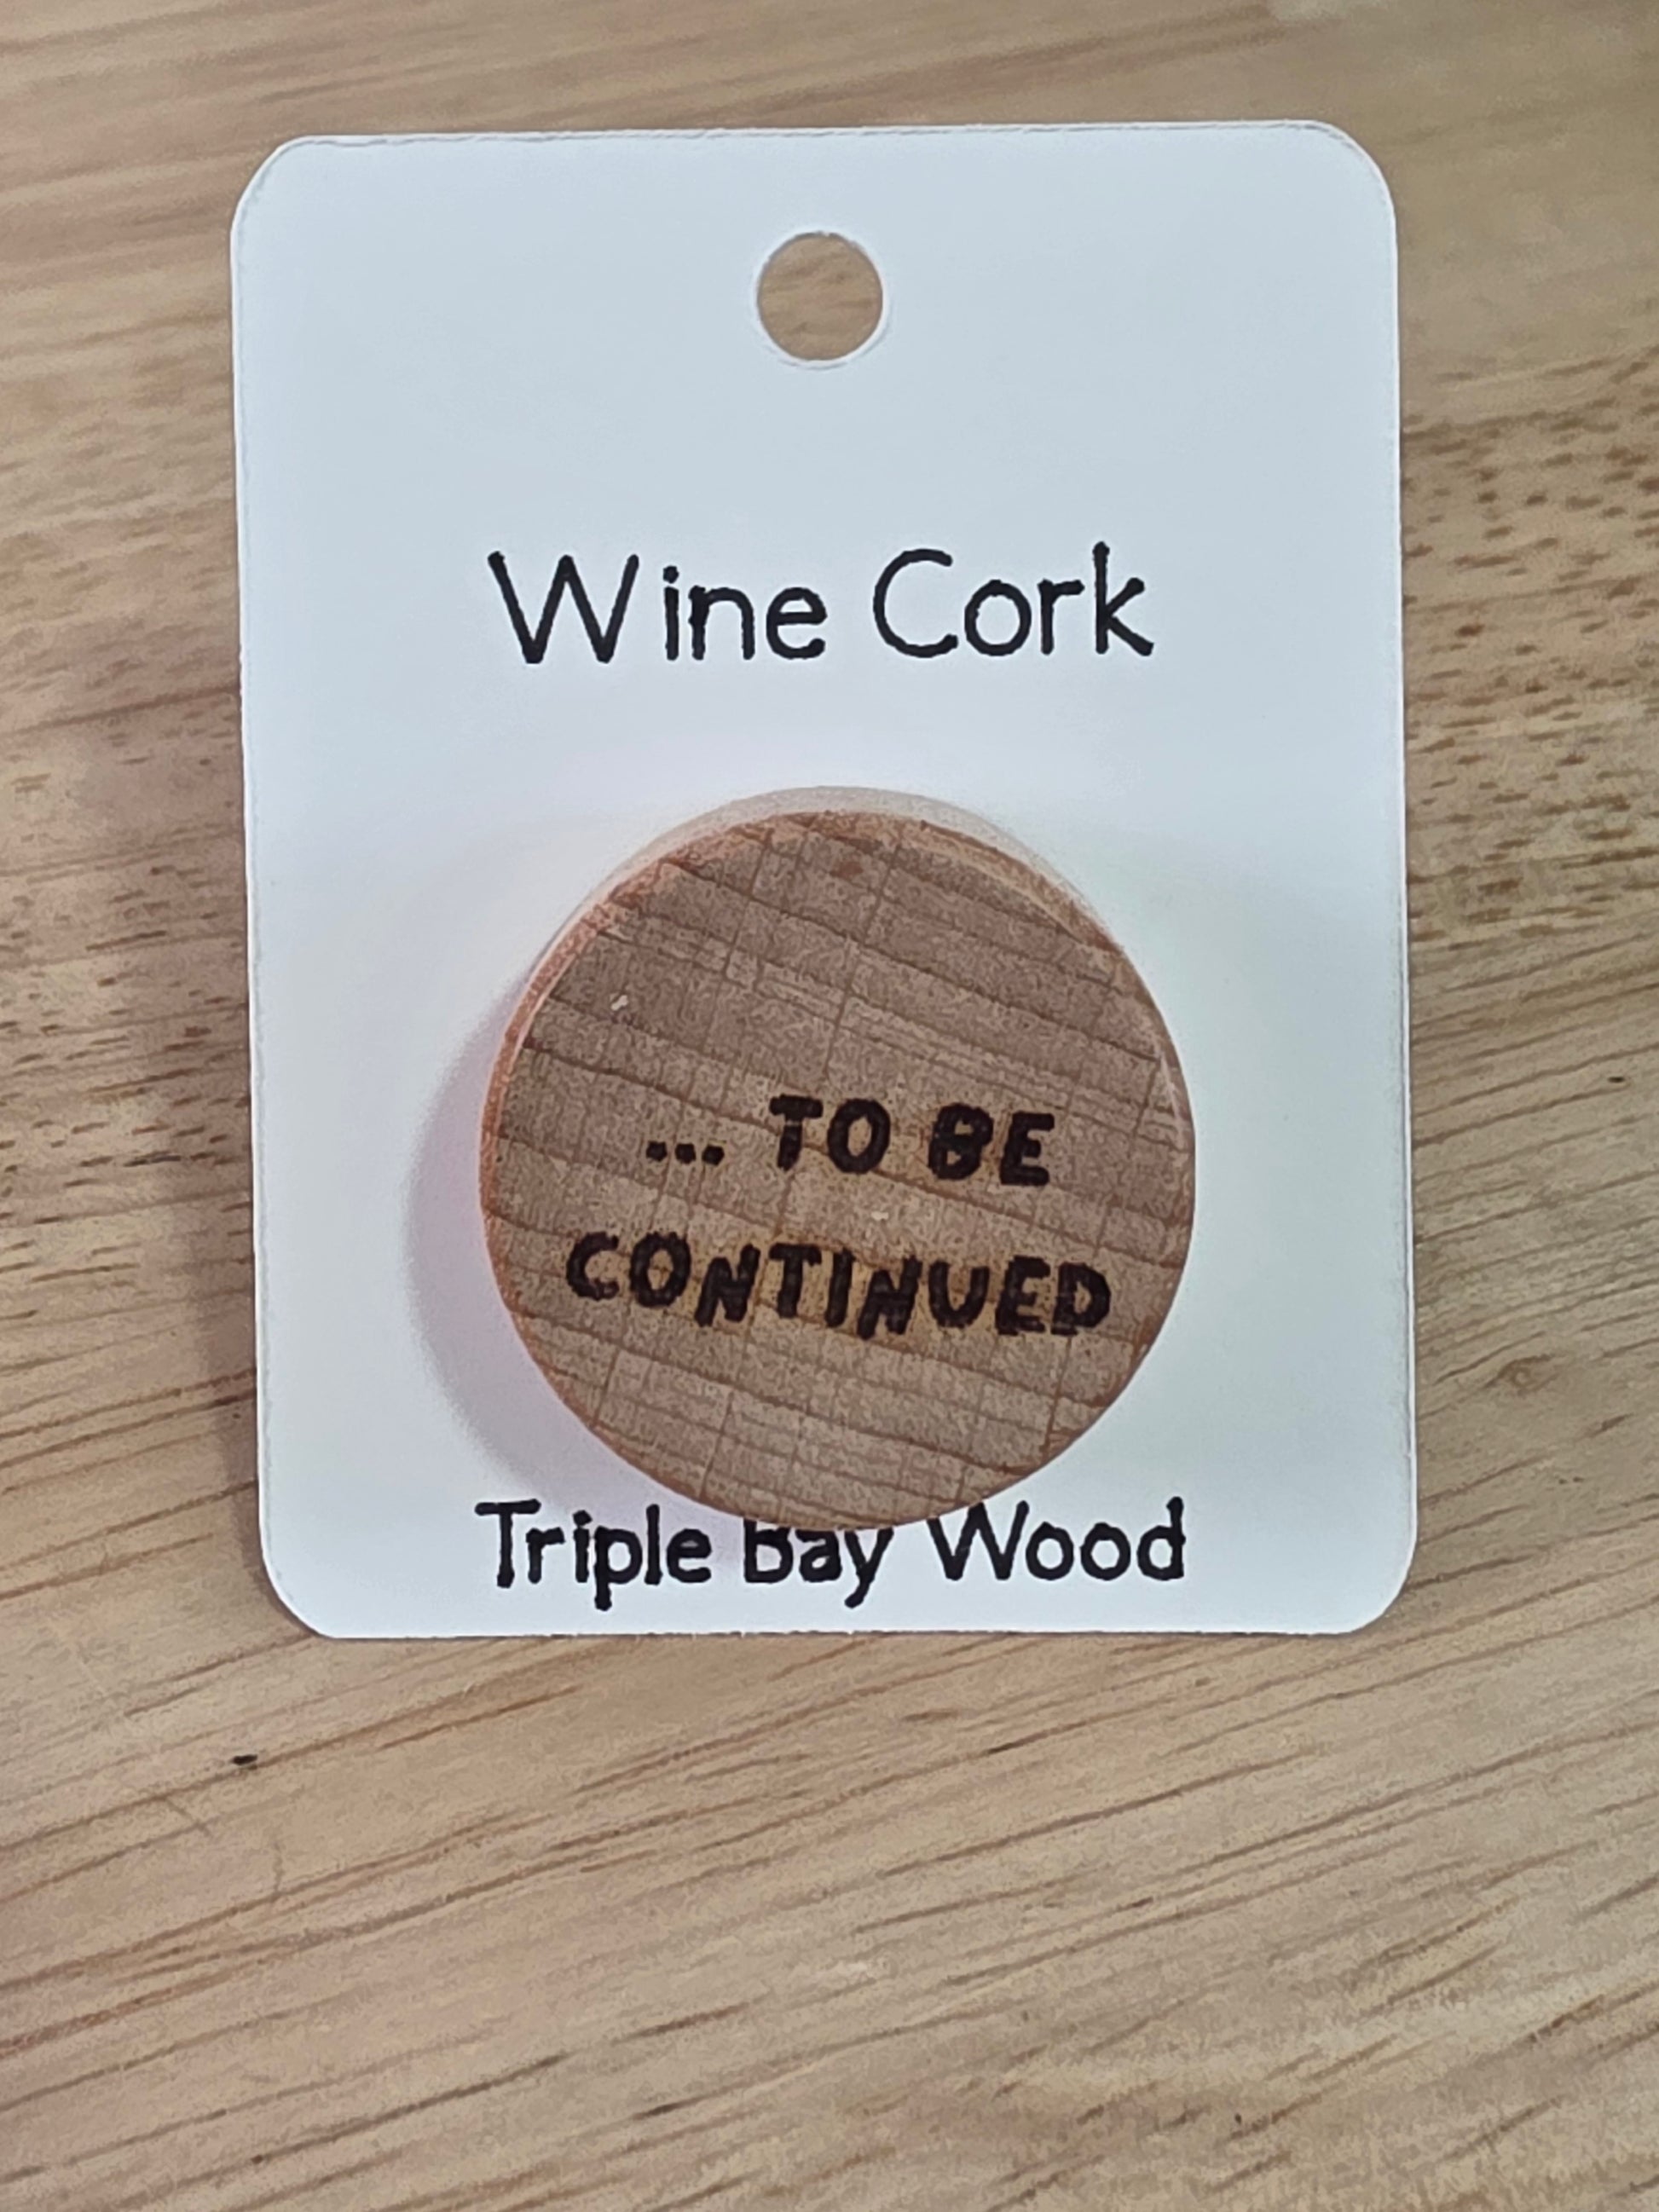 Wine Cork
... TO BE
CONTINUED
Triple Bay Wood